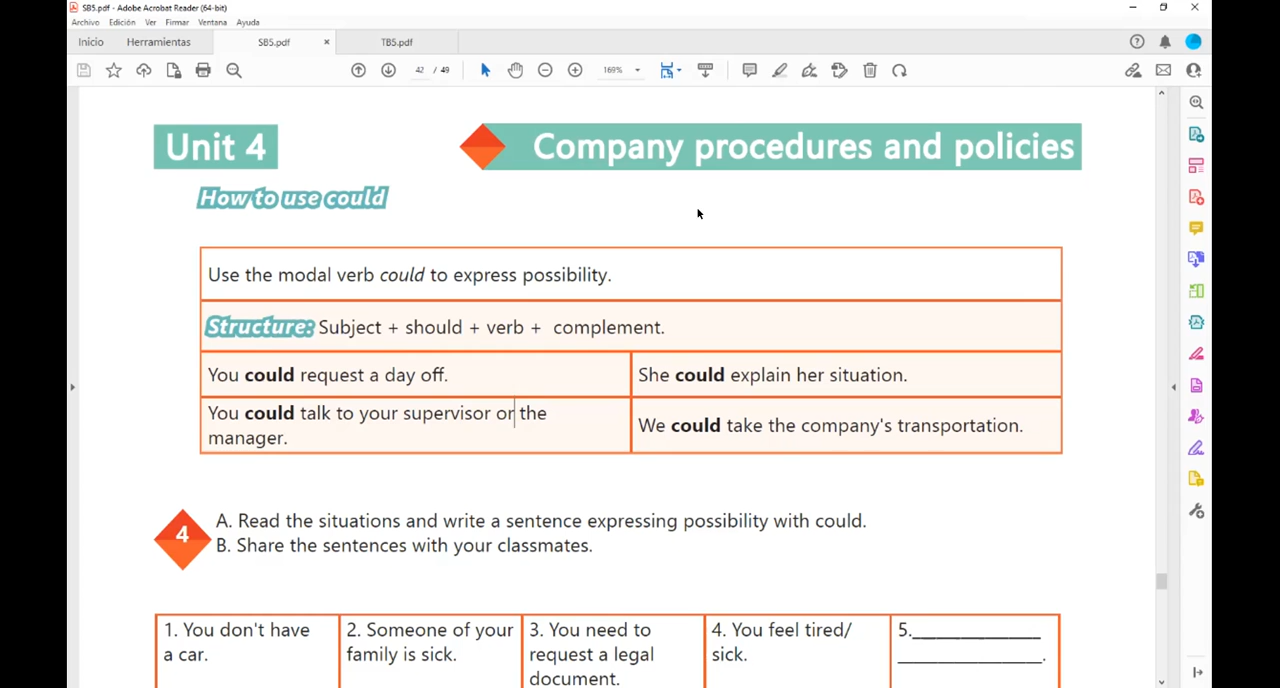 SB5.pdf - Adobe Acrobat Reader (64-bit)
Archivo Edición Ver Firmar Ventana Ayuda
Inicio Herramientas SB5.pdf × TB5.pdf
42 / 49 169%
Unit 4 Company procedures and policies
How to use could
Use the modal verb could to express possibility.
Structure: Subject + should + verb + complement.
You could request a day off.
She could explain her situation.
You could talk to your supervisor or the
manager.
We could take the company's transportation.
4
A. Read the situations and write a sentence expressing possibility with could.
B. Share the sentences with your classmates.
1. You don't have
a car.
2. Someone of your
family is sick.
3. You need to
request a legal
document.
4. You feel tired/
sick.
5.______________
________________.